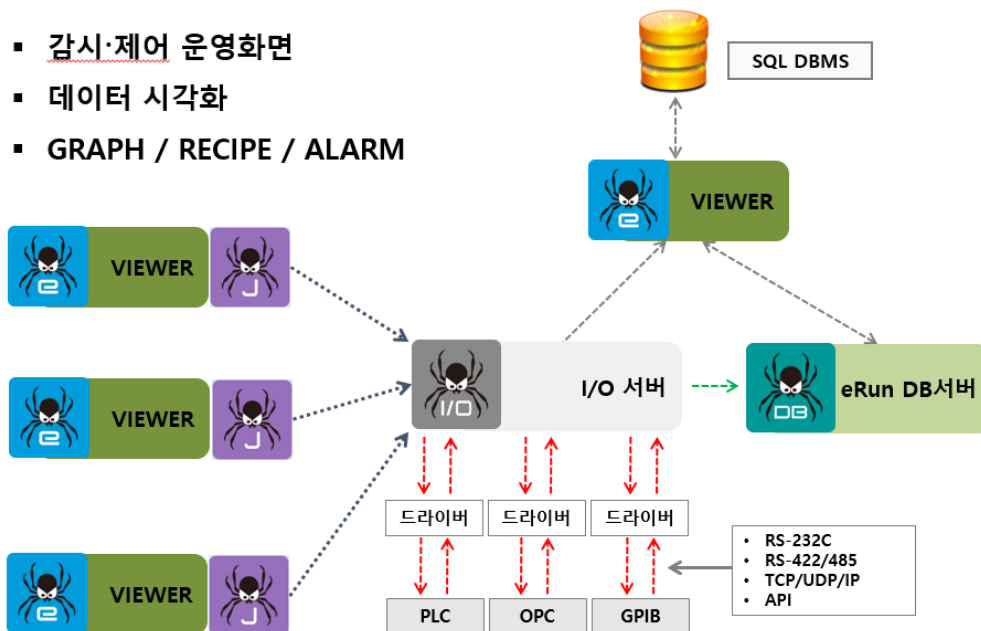 감시·제어 운영화면
데이터 시각화
GRAPH / RECIPE / ALARM
SQL DBMS
e VIEWER
e VIEWER J
I/O I/O 서버
DB eRun DB서버
e VIEWER J
e VIEWER J
드라이버 드라이버 드라이버
RS-232C
RS-422/485
TCP/UDP/IP
API
PLC OPC GPIB